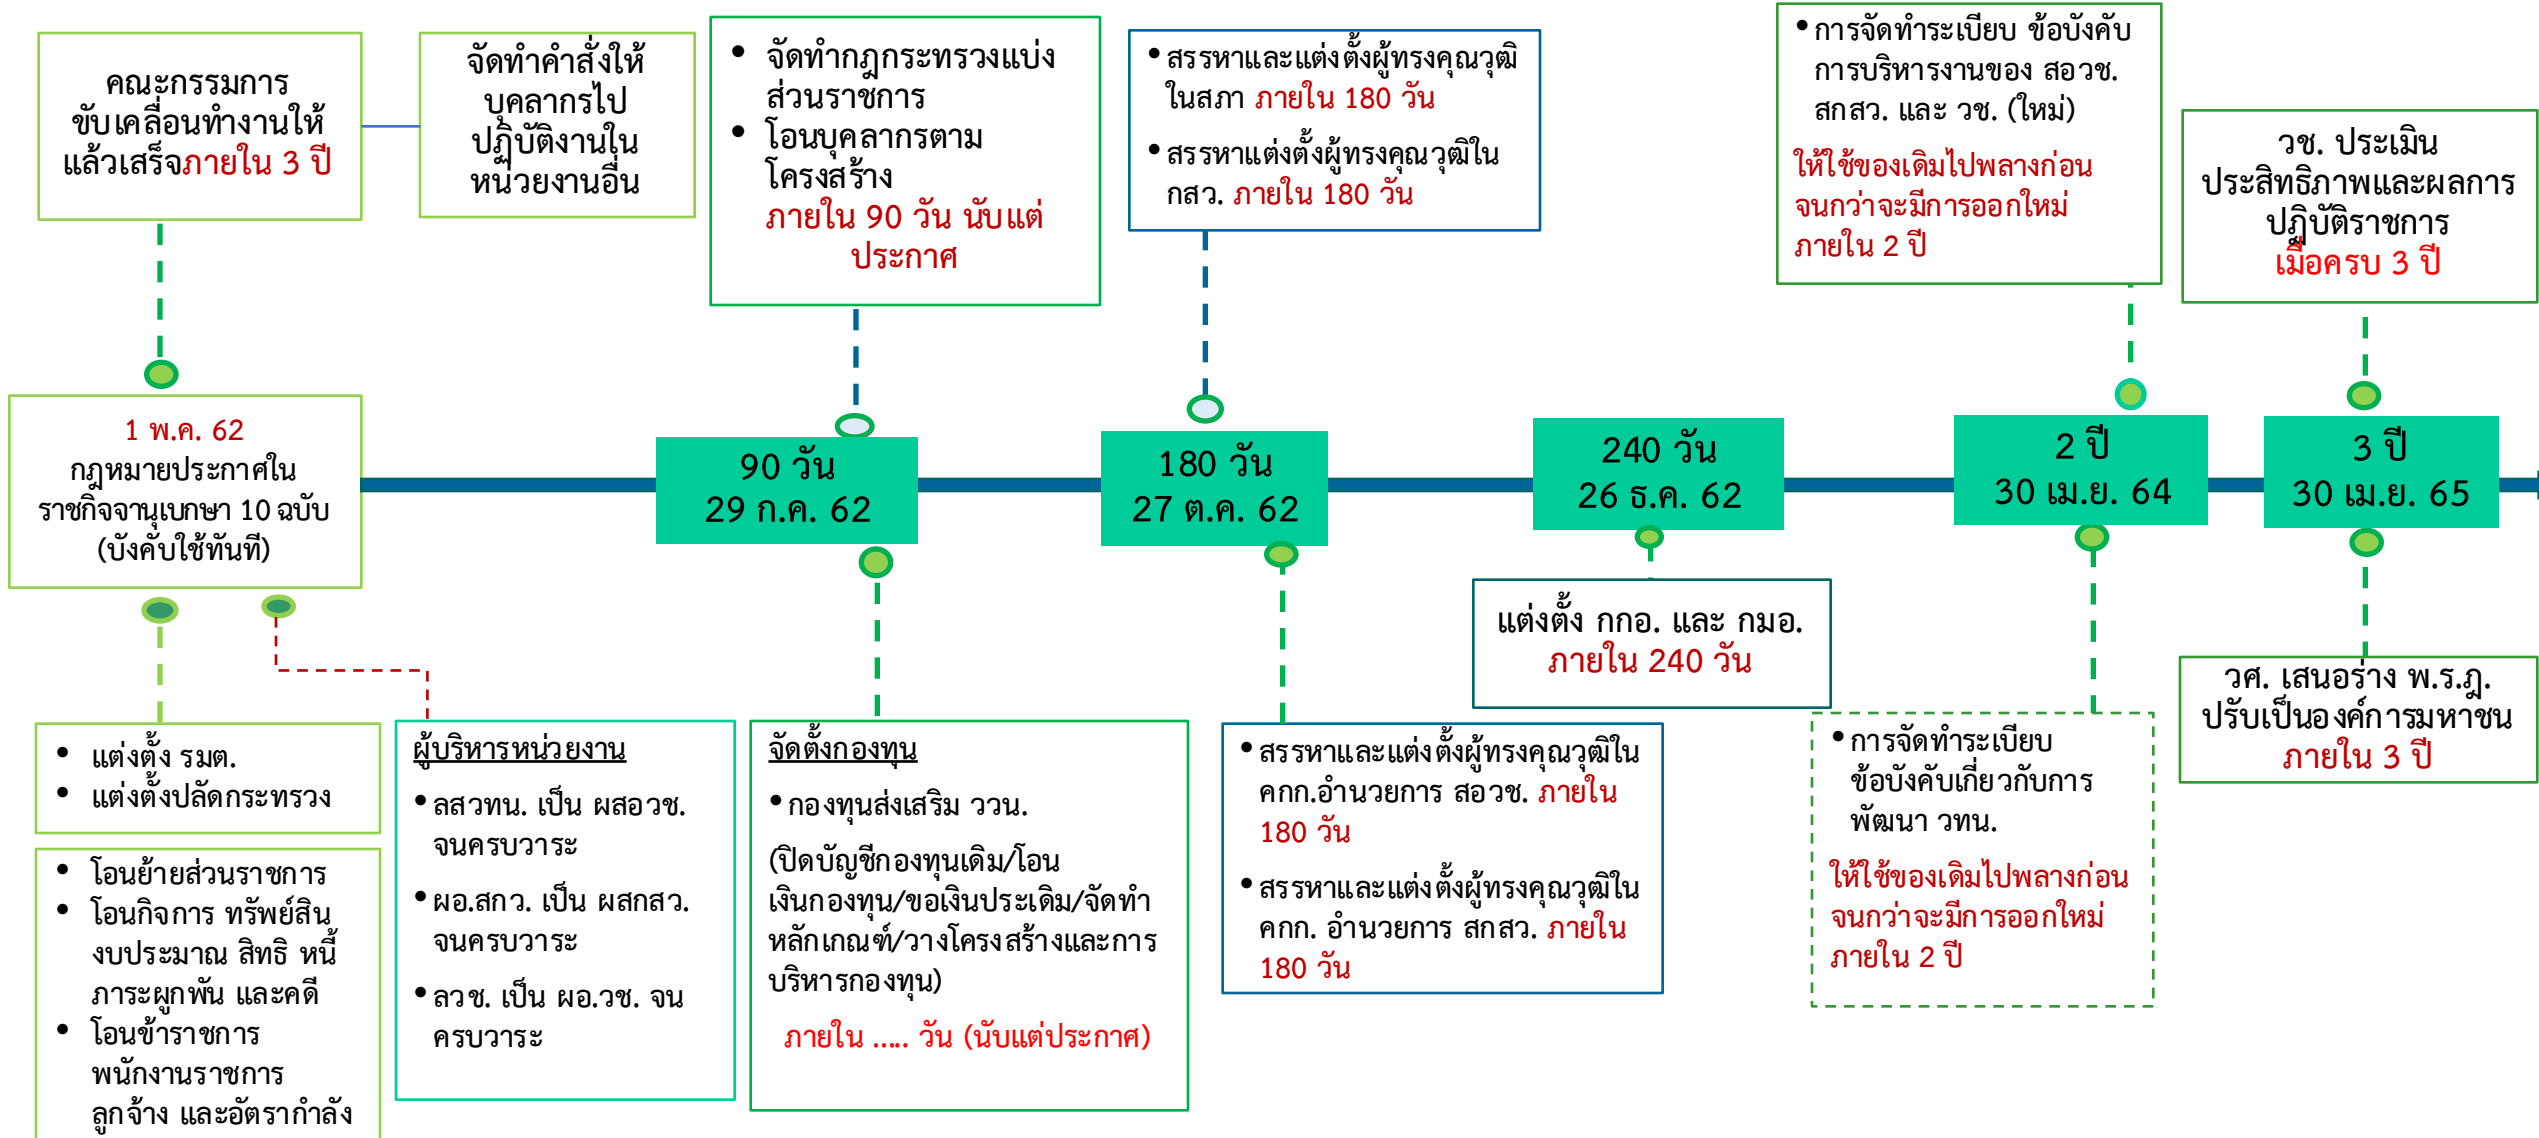 คณะกรรมการ
ขับเคลื่อนทำงานให้
แล้วเสร็จภายใน 3 ปี
จัดทำคำสั่งให้
บุคลากรไป
ปฏิบัติงานใน
หน่วยงานอื่น
• จัดทำกฎกระทรวงแบ่ง
ส่วนราชการ
• โอนบุคลากรตาม
โครงสร้าง
ภายใน 90 วัน นับแต่
ประกาศ
• สรรหาและแต่งตั้งผู้ทรงคุณวุฒิ
ในสภา ภายใน 180 วัน
• สรรหาแต่งตั้งผู้ทรงคุณวุฒิใน
กสว. ภายใน 180 วัน
• การจัดทำระเบียบ ข้อบังคับ
การบริหารงานของ สอวช.
สกสว. และ วช. (ใหม่)
ให้ใช้ของเดิมไปพลางก่อน
จนกว่าจะมีการออกใหม่
ภายใน 2 ปี
วช. ประเมิน
ประสิทธิภาพและผลการ
ปฏิบัติราชการ
เมื่อครบ 3 ปี
1 พ.ค. 62
กฎหมายประกาศใน
ราชกิจจานุเบกษา 10 ฉบับ
(บังคับใช้ทันที)
90 วัน
29 ก.ค. 62
180 วัน
27 ต.ค. 62
240 วัน
26 ธ.ค. 62
2 ปี
30 เม.ย. 64
3 ปี
30 เม.ย. 65
• แต่งตั้ง รมต.
• แต่งตั้งปลัดกระทรวง
• โอนย้ายส่วนราชการ
• โอนกิจการ ทรัพย์สิน
งบประมาณ สิทธิ หนี้
ภาระผูกพัน และคดี
• โอนข้าราชการ
พนักงานราชการ
ลูกจ้าง และอัตรากำลัง
ผู้บริหารหน่วยงาน
• ลสวทน. เป็น ผสอวช.
จนครบวาระ
• ผอ.สกว. เป็น ผสกสว.
จนครบวาระ
• ลวช. เป็น ผอ.วช. จน
ครบวาระ
จัดตั้งกองทุน
• กองทุนส่งเสริม ววน.
(ปิดบัญชีกองทุนเดิม/โอน
เงินกองทุน/ขอเงินประเดิม/จัดทำ
หลักเกณฑ์/วางโครงสร้างและการ
บริหารกองทุน)
ภายใน ..... วัน (นับแต่ประกาศ)
• สรรหาและแต่งตั้งผู้ทรงคุณวุฒิใน
คกก.อำนวยการ สอวช. ภายใน
180 วัน
• สรรหาและแต่งตั้งผู้ทรงคุณวุฒิใน
คกก. อำนวยการ สกสว. ภายใน
180 วัน
แต่งตั้ง กกอ. และ กมอ.
ภายใน 240 วัน
• การจัดทำระเบียบ
ข้อบังคับเกี่ยวกับการ
พัฒนา วทน.
ให้ใช้ของเดิมไปพลางก่อน
จนกว่าจะมีการออกใหม่
ภายใน 2 ปี
วศ. เสนอร่าง พ.ร.ฎ.
ปรับเป็นองค์การมหาชน
ภายใน 3 ปี